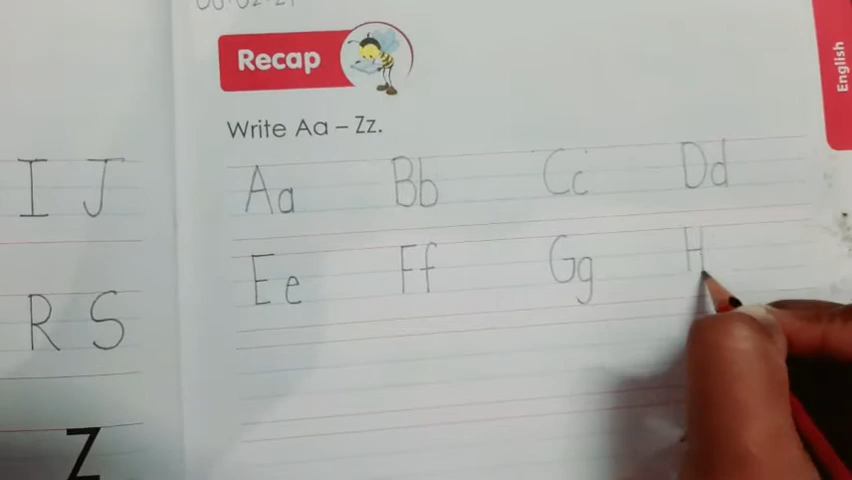 Recap
English
Write Aa – Zz.
I J
Aa Bb Cc Dd
Ee Ff Gg H
R S
Z